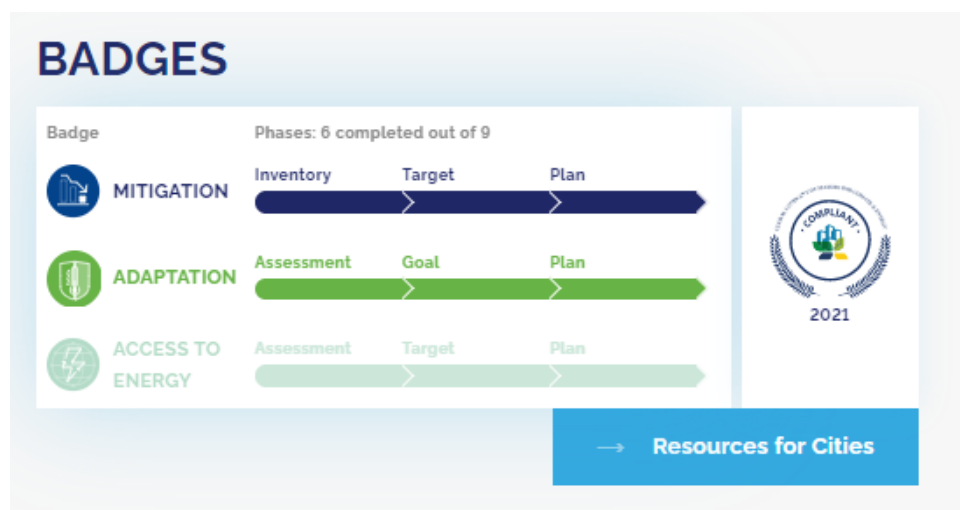 BADGES
Badge
Phases: 6 completed out of 9
MITIGATION
Inventory
Target
Plan
ADAPTATION
Assessment
Goal
Plan
ACCESS TO
ENERGY
Assessment
Target
Plan
COMPLIANT
2021
→ Resources for Cities